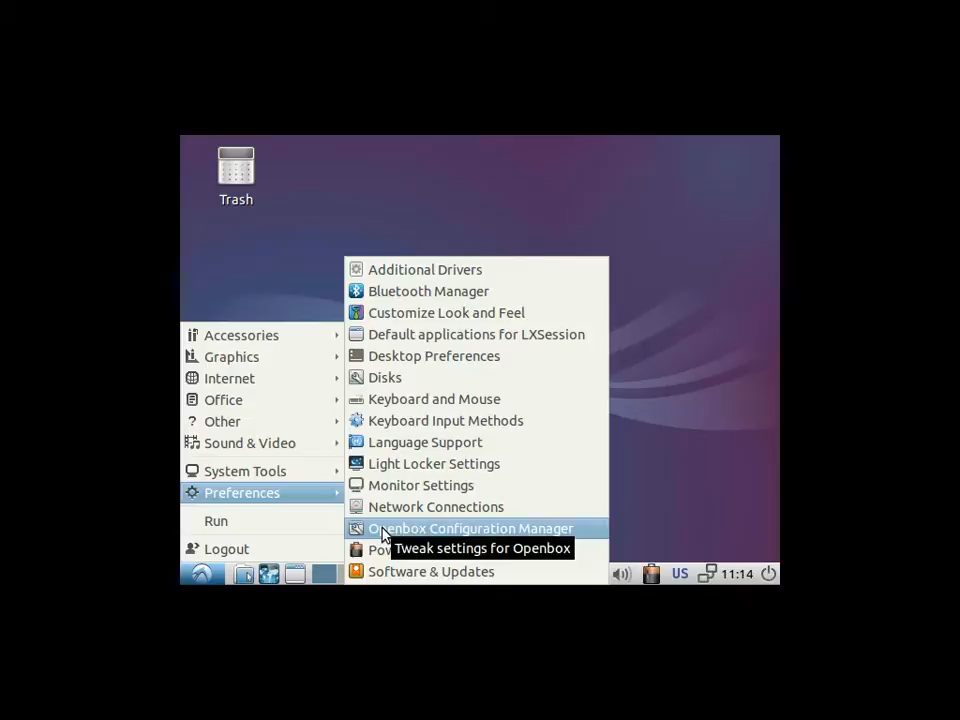 Trash
Additional Drivers
Bluetooth Manager
Customize Look and Feel
Default applications for LXSession
Desktop Preferences
Disks
Keyboard and Mouse
Keyboard Input Methods
Language Support
Light Locker Settings
Monitor Settings
Network Connections
Openbox Configuration Manager
Tweak settings for Openbox
Software & Updates
Accessories
Graphics
Internet
Office
Other
Sound & Video
System Tools
Preferences
Run
Logout
US 11:14